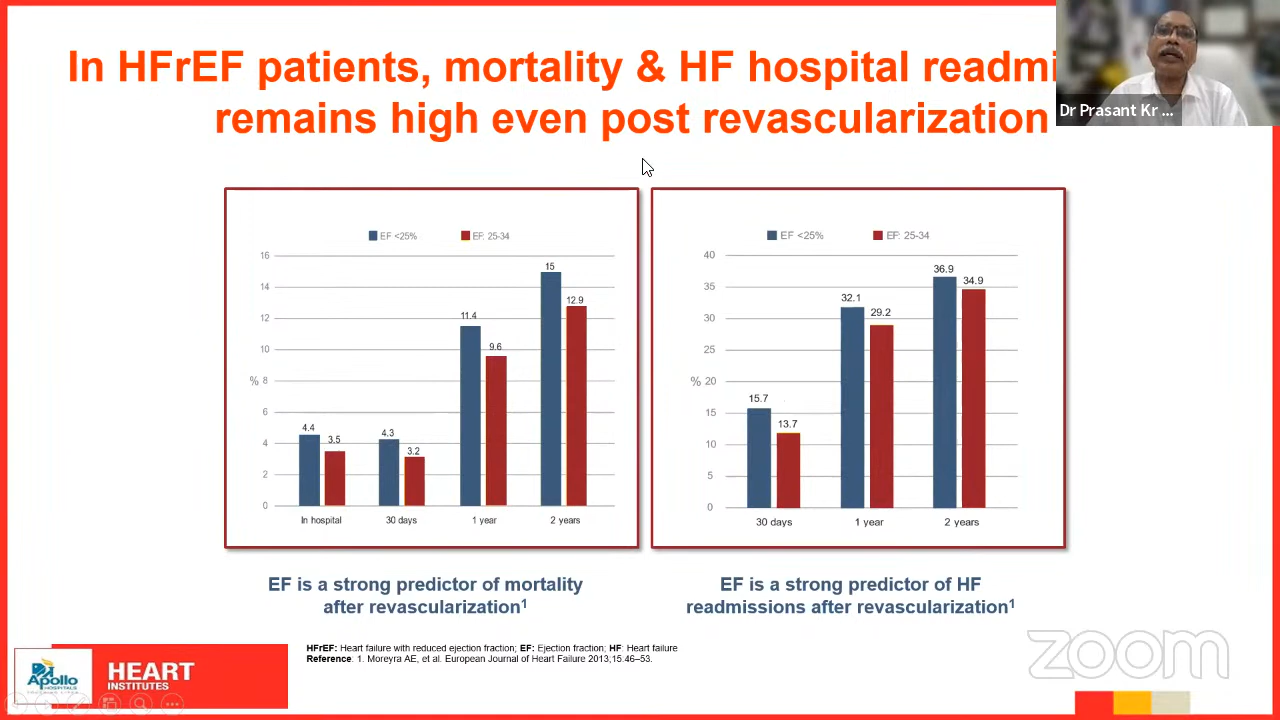 In HFrEF patients, mortality & HF hospital readmi
remains high even post revascularization
Dr Prasant Kr ...
EF <25% EF: 25-34
16
14
12
10
% 8
6
4
2
0
4.4
3.5
4.3
3.2
11.4
9.6
15
12.9
In hospital 30 days 1 year 2 years
EF <25% EF: 25-34
40
35
30
25
% 20
15
10
5
0
15.7
13.7
32.1
29.2
36.9
34.9
30 days 1 year 2 years
EF is a strong predictor of mortality
after revascularization1
EF is a strong predictor of HF
readmissions after revascularization1
HFrEF: Heart failure with reduced ejection fraction; EF: Ejection fraction; HF: Heart failure
Reference: 1. Moreyra AE, et al. European Journal of Heart Failure 2013;15:46–53.
Apollo
HOSPITALS
HEART
INSTITUTES
zoom